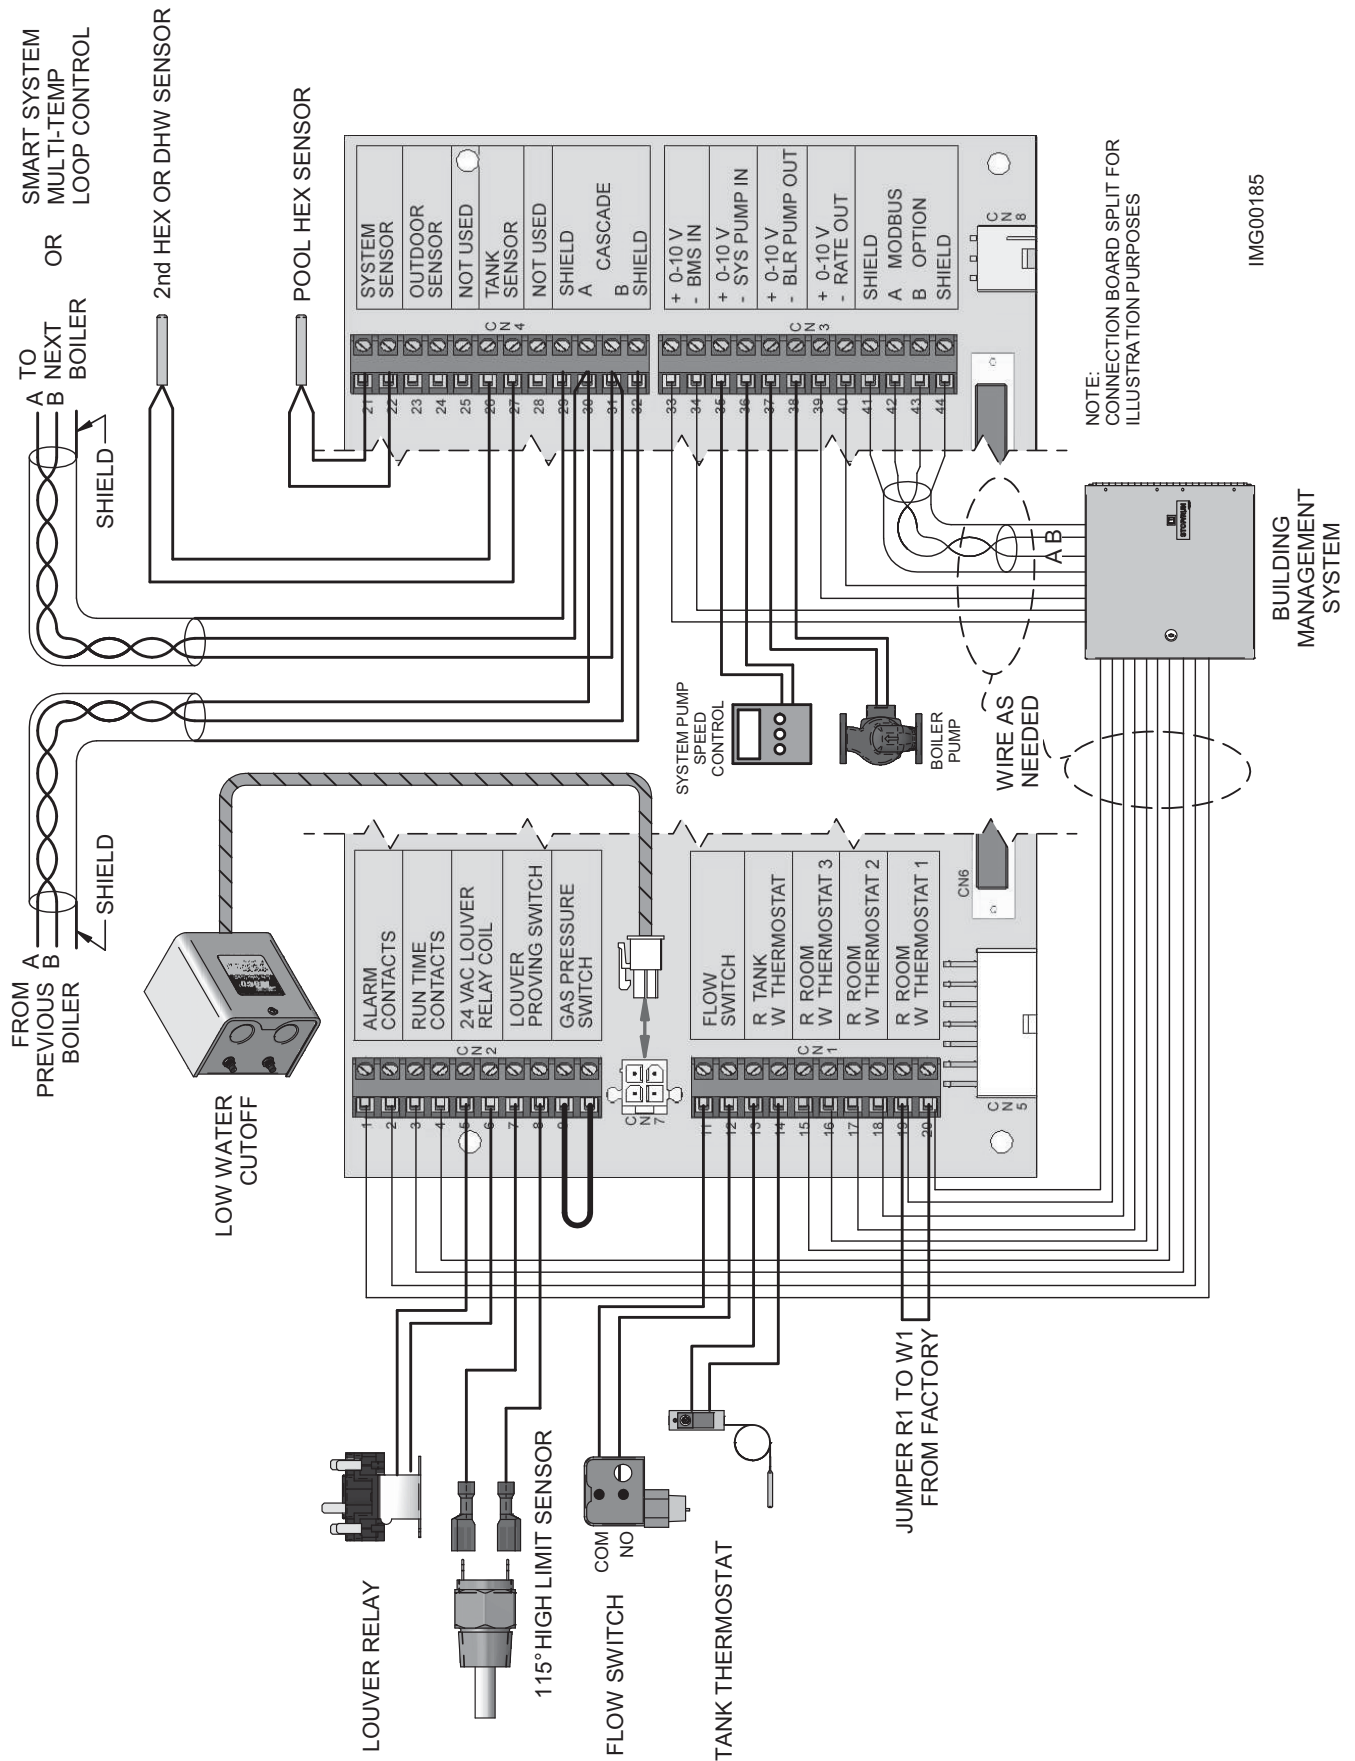 FROM
PREVIOUS
BOILER
A
B
SHIELD
A
B
TO
NEXT
BOILER
SHIELD
OR
SMART SYSTEM
MULTI-TEMP
LOOP CONTROL
2nd HEX OR DHW SENSOR
POOL HEX SENSOR
LOW WATER
CUTOFF
Taco
ALARM
CONTACTS
RUN TIME
CONTACTS
24 VAC LOUVER
RELAY COIL
LOUVER
PROVING SWITCH
GAS PRESSURE
SWITCH
CN2
1
2
3
4
5
6
7
8
9
CN7
FLOW
SWITCH
R TANK
W THERMOSTAT
R ROOM
W THERMOSTAT 3
R ROOM
W THERMOSTAT 2
R ROOM
W THERMOSTAT 1
CN1
11
12
13
14
15
16
17
18
19
20
CN5
CN6
SYSTEM
SENSOR
OUTDOOR
SENSOR
NOT USED
TANK
SENSOR
NOT USED
SHIELD
A
CASCADE
B
SHIELD
CN4
21
22
23
24
25
26
27
28
29
30
31
32
+ 0-10 V
- BMS IN
+ 0-10 V
- SYS PUMP IN
+ 0-10 V
- BLR PUMP OUT
+ 0-10 V
- RATE OUT
SHIELD
A MODBUS
B OPTION
SHIELD
CN3
33
34
35
36
37
38
39
40
41
42
43
44
CN8
LOUVER RELAY
115° HIGH LIMIT SENSOR
FLOW SWITCH
COM
NO
TANK THERMOSTAT
JUMPER R1 TO W1
FROM FACTORY
SYSTEM PUMP
SPEED
CONTROL
BOILER
PUMP
WIRE AS
NEEDED
A B
BUILDING
MANAGEMENT
SYSTEM
NOTE:
CONNECTION BOARD SPLIT FOR
ILLUSTRATION PURPOSES
IMG00185